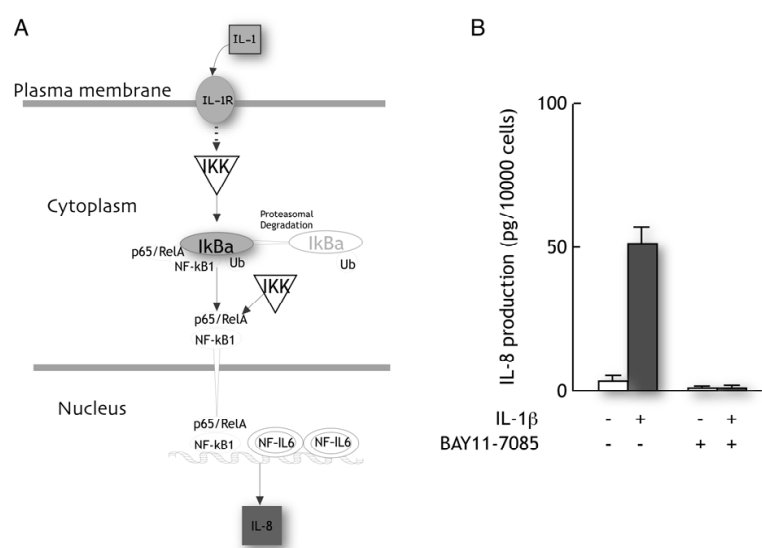 A
IL-1
Plasma membrane
IL-1R
IKK
Cytoplasm
Proteasomal
Degradation
IkBa
IkBa
p65/RelA
NF-kB1
Ub
Ub
IKK
p65/RelA
NF-kB1
Nucleus
p65/RelA
NF-kB1
NF-IL6
NF-IL6
IL-8
B
IL-8 production (pg/10000 cells)
100
50
0
IL-1β - + - +
BAY11-7085 - - + +